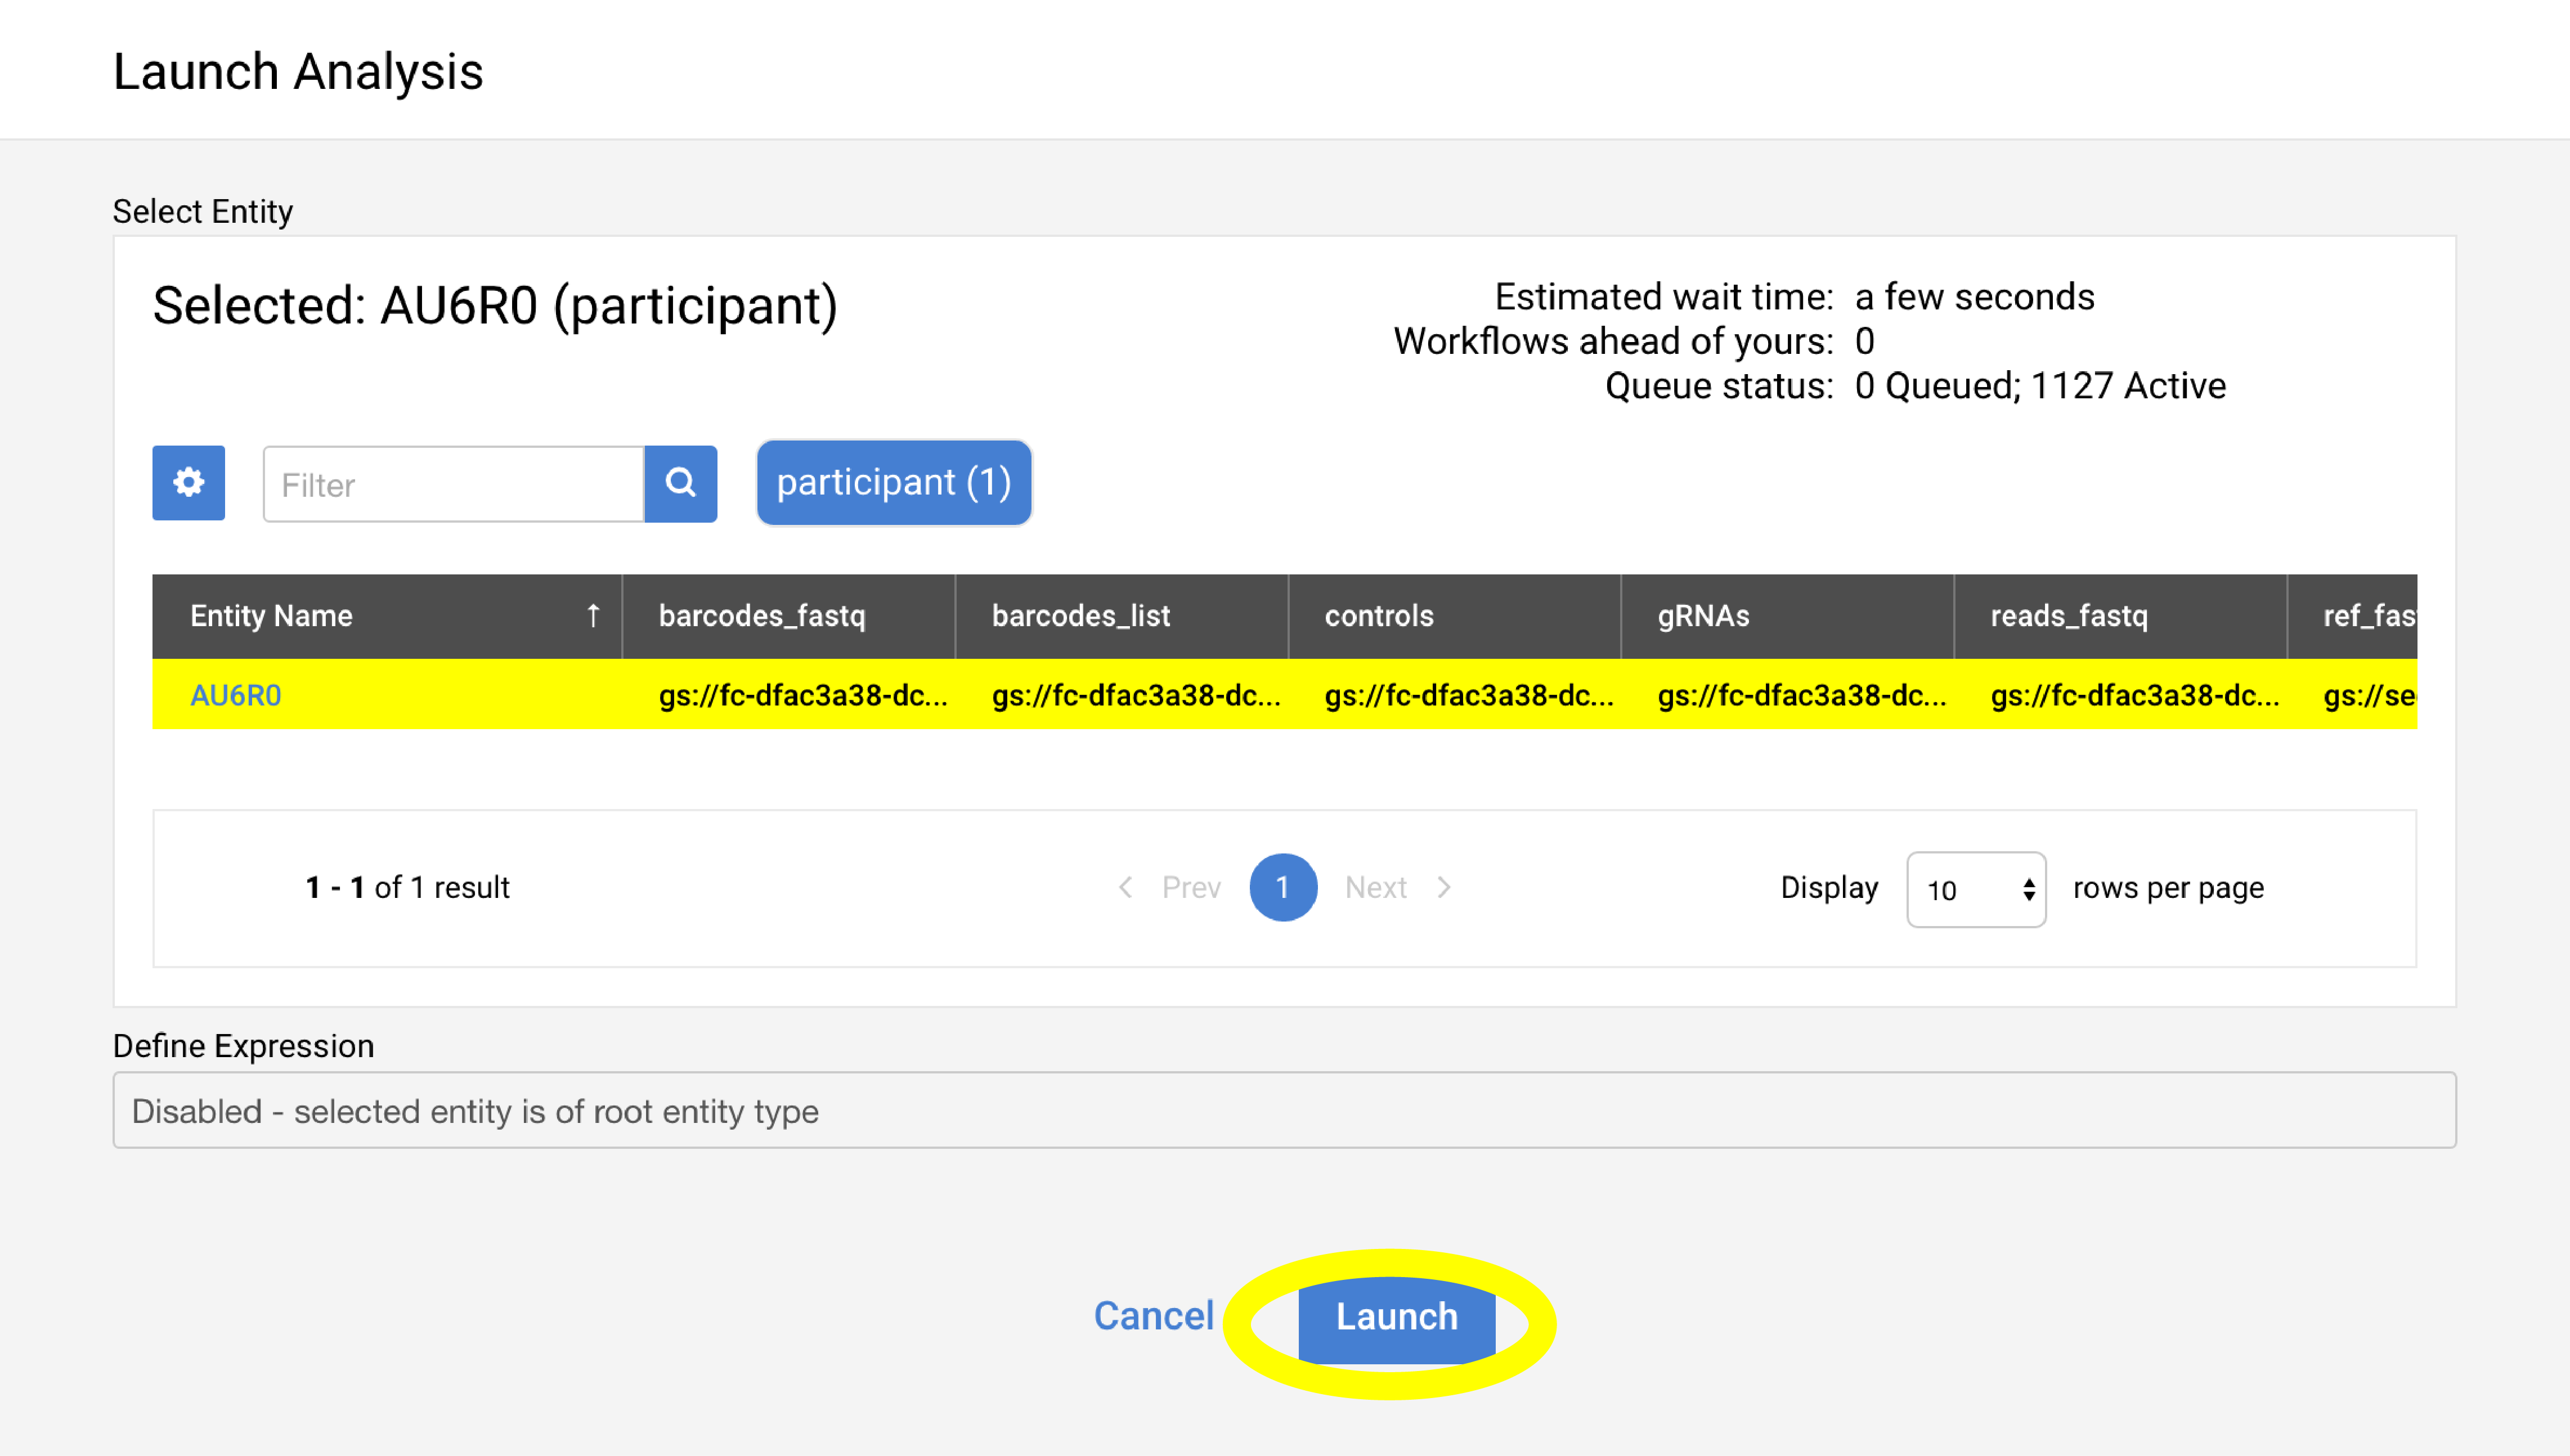 Launch Analysis
Select Entity
Selected: AU6R0 (participant)
Estimated wait time: a few seconds
Workflows ahead of yours: 0
Queue status: 0 Queued; 1127 Active
Filter
participant (1)
Entity Name ↑ barcodes_fastq barcodes_list controls gRNAs reads_fastq ref_fas
AU6R0 gs://fc-dfac3a38-dc... gs://fc-dfac3a38-dc... gs://fc-dfac3a38-dc... gs://fc-dfac3a38-dc... gs://fc-dfac3a38-dc... gs://se
1 - 1 of 1 result Prev 1 Next Display 10 rows per page
Define Expression
Disabled - selected entity is of root entity type
Cancel Launch